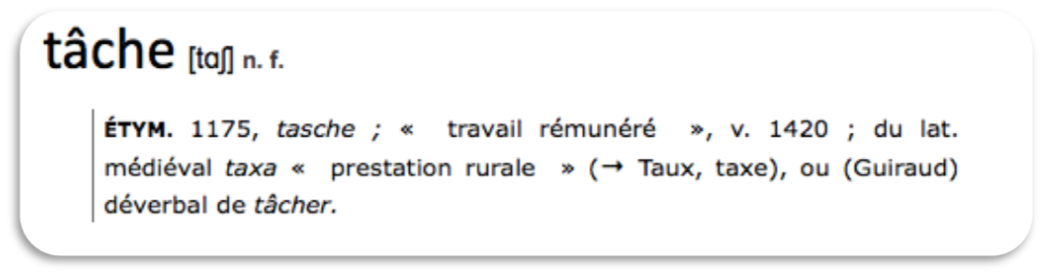 tâche [tɑʃ] n. f.
ÉTYM. 1175, tasche ; « travail rémunéré », v. 1420 ; du lat.
médiéval taxa « prestation rurale » (→ Taux, taxe), ou (Guiraud)
déverbal de tâcher.